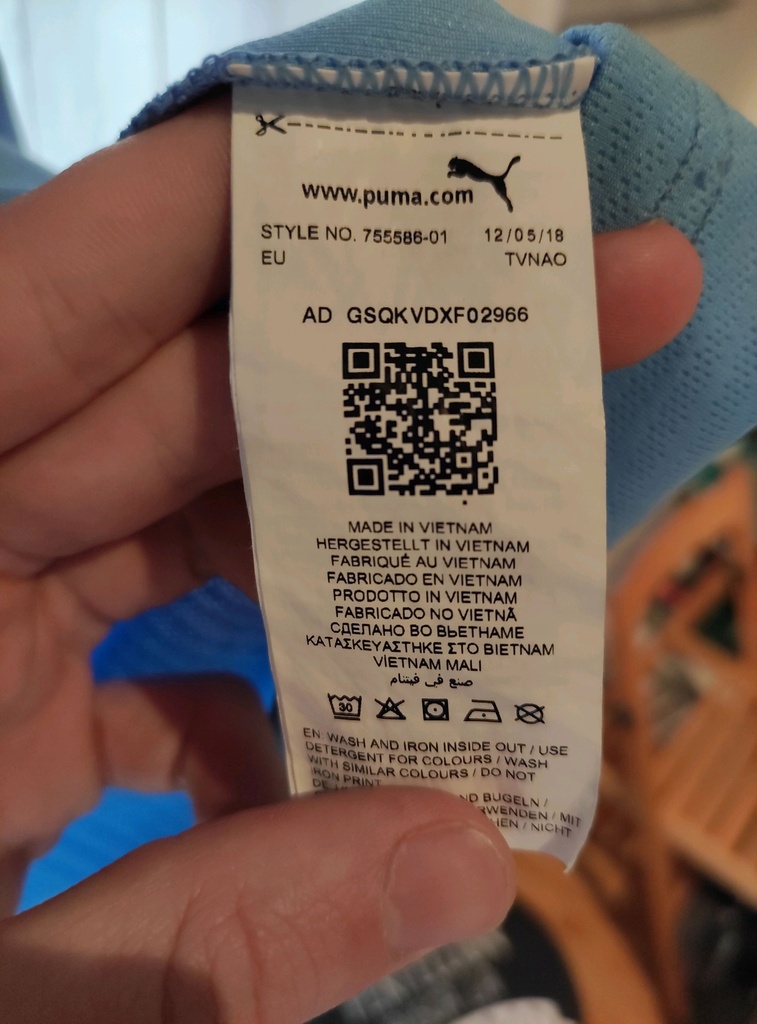 www.puma.com
STYLE NO. 755586-01 12/05/18
EU TVNAO
AD GSQKVDXF02966
MADE IN VIETNAM
HERGESTELLT IN VIETNAM
FABRIQUÉ AU VIETNAM
FABRICADO EN VIETNAM
PRODOTTO IN VIETNAM
FABRICADO NO VIETNÃ
СДЕЛАНО ВО ВЬЕТНАМЕ
ΚΑΤΑΣΚΕΥΑΣΤΗΚΕ ΣΤΟ ΒΙΕΤΝΑΜ
VİETNAM MALI
صنع في فيتنام
30
EN: WASH AND IRON INSIDE OUT / USE
DETERGENT FOR COLOURS / WASH
WITH SIMILAR COLOURS / DO NOT
IRON PRINT
ND BUGELN /
RWENDEN / MIT
HEN / NICHT